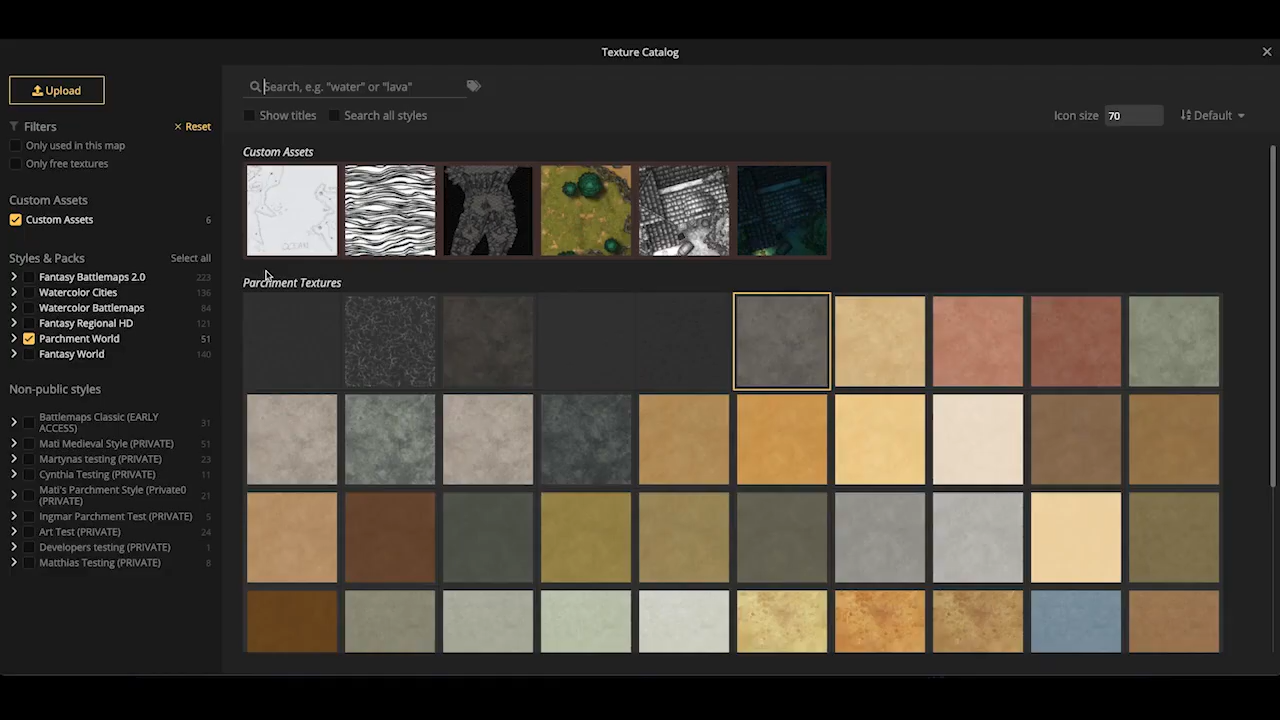 Texture Catalog
Upload
Search, e.g. "water" or "lava"
Show titles
Search all styles
Icon size
70
Default
Filters
Reset
Only used in this map
Only free textures
Custom Assets
Custom Assets 6
Styles & Packs Select all
Fantasy Battlemaps 2.0 223
Watercolor Cities 136
Watercolor Battlemaps 84
Fantasy Regional HD 121
Parchment World 51
Fantasy World 140
Non-public styles
Battlemaps Classic (EARLY
ACCESS) 31
Mati Medieval Style (PRIVATE) 51
Martynas testing (PRIVATE) 23
Cynthia Testing (PRIVATE) 11
Mati's Parchment Style (Private0
(PRIVATE) 21
Ingmar Parchment Test (PRIVATE) 5
Art Test (PRIVATE) 24
Developers testing (PRIVATE) 1
Matthias Testing (PRIVATE) 8
Custom Assets
OCEAN
Parchment Textures